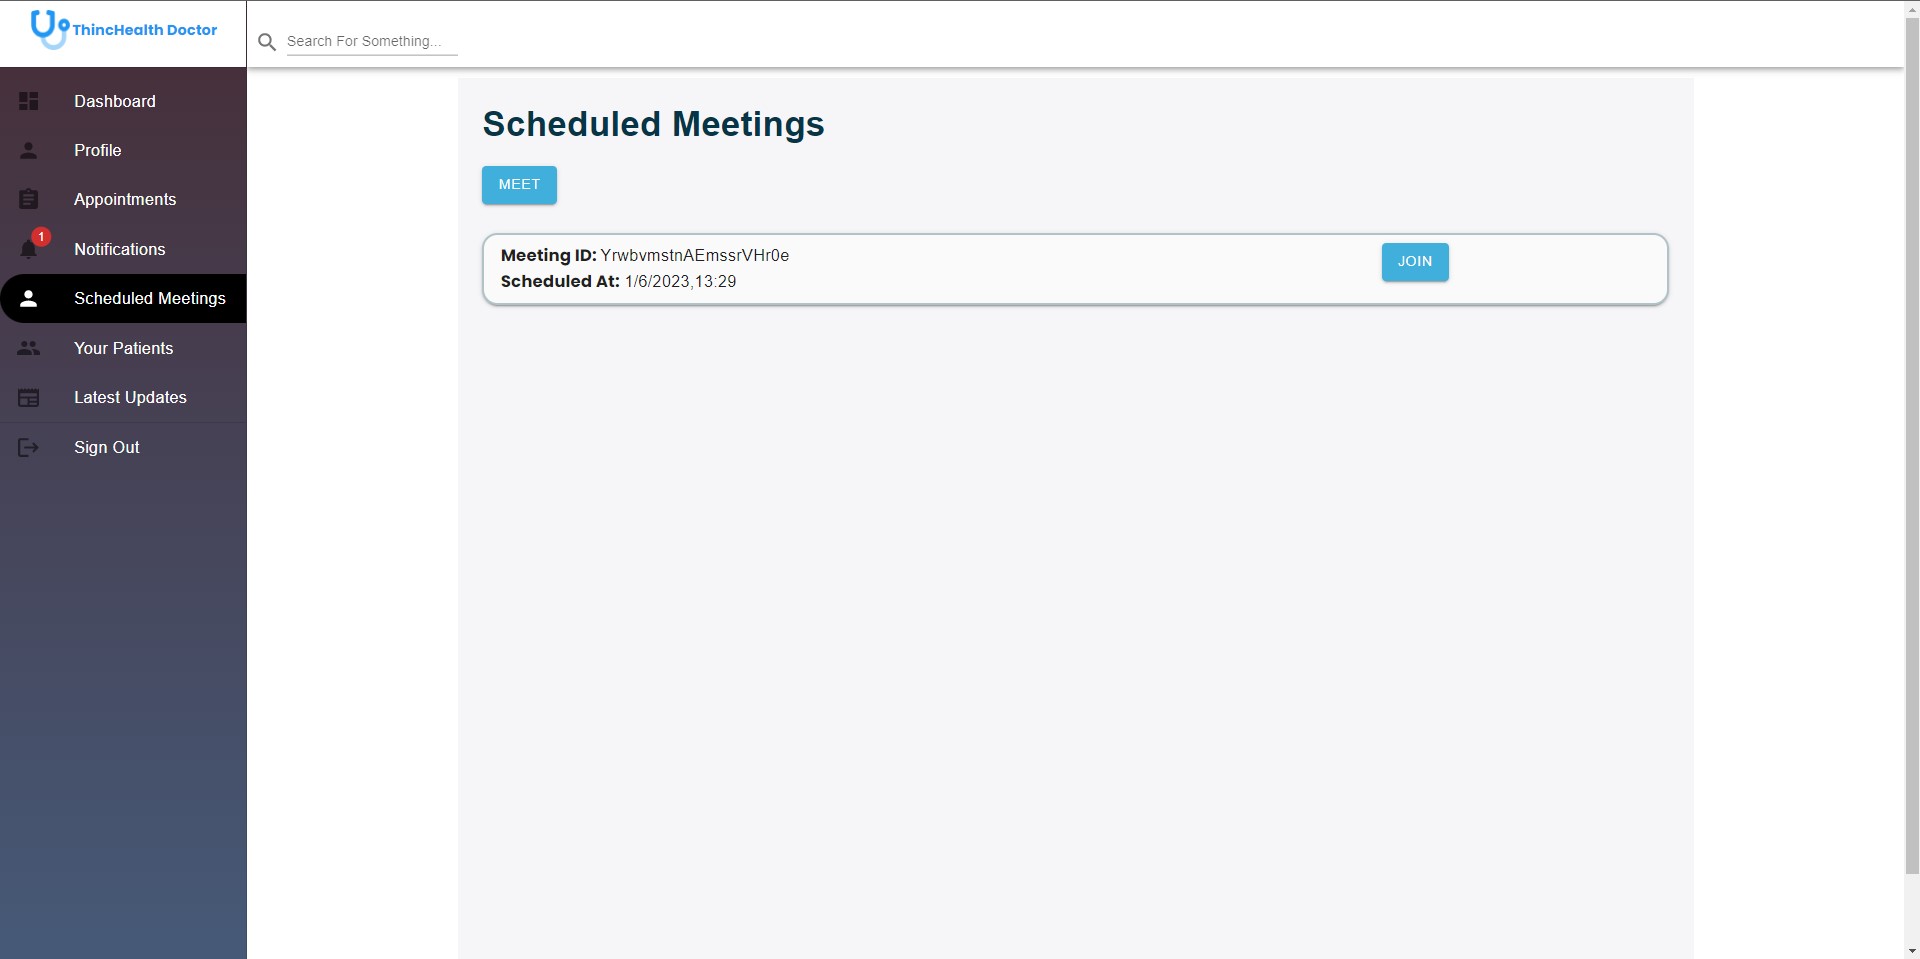 ThincHealth Doctor
Search For Something...
Dashboard
Profile
Appointments
1
Notifications
Scheduled Meetings
Your Patients
Latest Updates
Sign Out
Scheduled Meetings
MEET
Meeting ID: YrwbvmstnAEmssrVHr0e
Scheduled At: 1/6/2023,13:29
JOIN